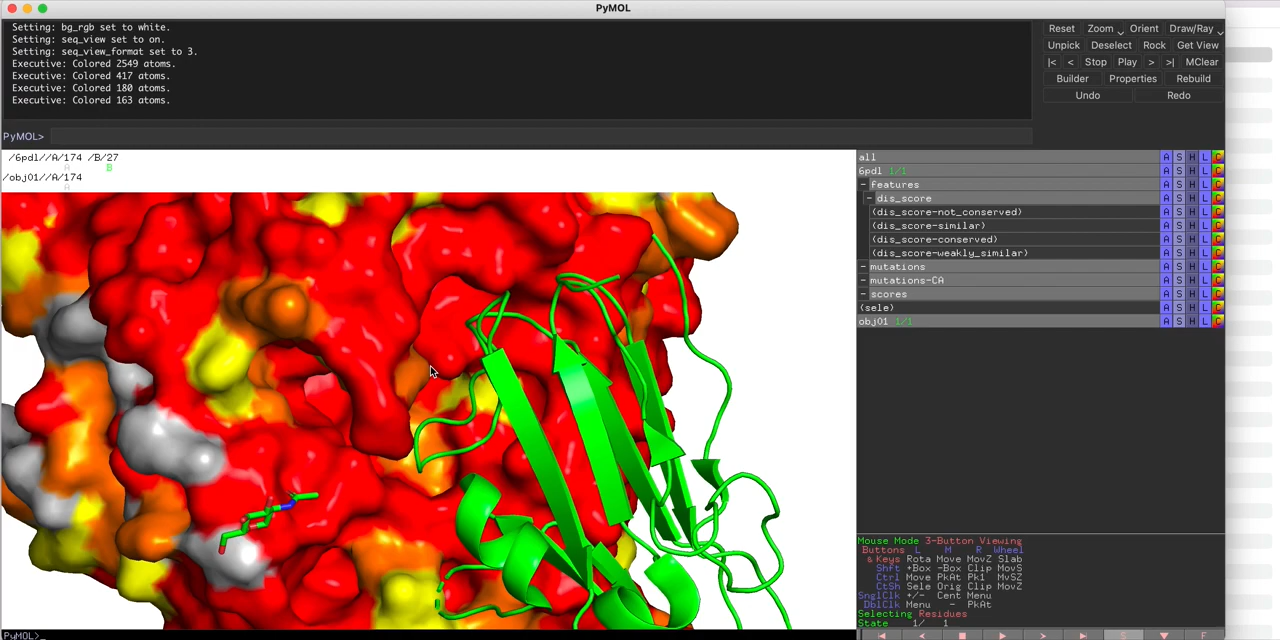 PyMOL
Setting: bg_rgb set to white.
Setting: seq_view set to on.
Setting: seq_view_format set to 3.
Executive: Colored 2549 atoms.
Executive: Colored 417 atoms.
Executive: Colored 180 atoms.
Executive: Colored 163 atoms.
Reset Zoom Orient Draw/Ray
Unpick Deselect Rock Get View
|< < Stop Play > >| MClear
Builder Properties Rebuild
Undo Redo
PyMOL>
/6pdl//A/174 /B/27
A B
/obj01//A/174
A
all A S H L C
6pdl 1/1 A S H L C
- features A S H L C
- dis_score A S H L C
(dis_score-not_conserved) A S H L C
(dis_score-similar) A S H L C
(dis_score-conserved) A S H L C
(dis_score-weakly_similar) A S H L C
- mutations A S H L C
- mutations-CA A S H L C
- scores A S H L C
(sele) A S H L C
obj01 1/1 A S H L C
Mouse Mode 3-Button Viewing
Buttons L M R Wheel
& Keys Rota Move MovZ Slab
Shft +Box -Box Clip MovS
Ctrl Move PkAt Pk1 MvSZ
CtSh Sele Orig Clip MovZ
SnglClk +/- Cent Menu
DblClk Menu - PkAt
Selecting Residues
State 1/ 1
PyMOL>_
S F